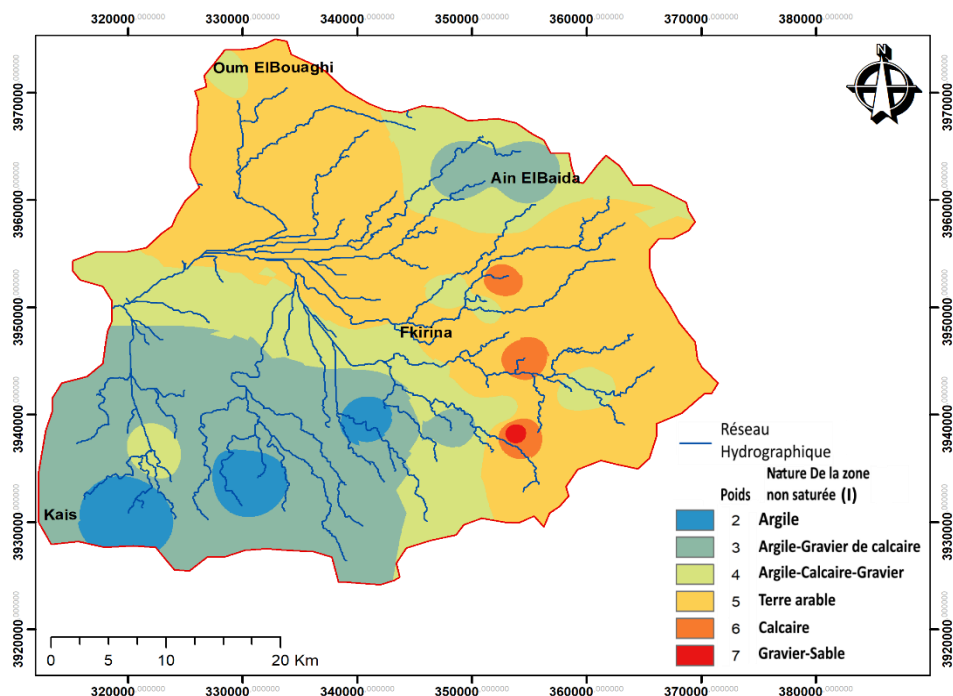 320000.000000 330000.000000 340000.000000 350000.000000 360000.000000 370000.000000 380000.000000
N
Oum ElBouaghi
3970000.000000 3970000.000000
Ain ElBaida
3960000.000000 3960000.000000
3950000.000000 3950000.000000
Fkirina
3940000.000000 3940000.000000
Kais
3930000.000000 3930000.000000
3920000.000000 3920000.000000
Réseau
Hydrographique
Nature De la zone
Poids non saturée (I)
2 Argile
3 Argile-Gravier de calcaire
4 Argile-Calcaire-Gravier
5 Terre arable
6 Calcaire
7 Gravier-Sable
0 5 10 20 Km
320000.000000 330000.000000 340000.000000 350000.000000 360000.000000 370000.000000 380000.000000